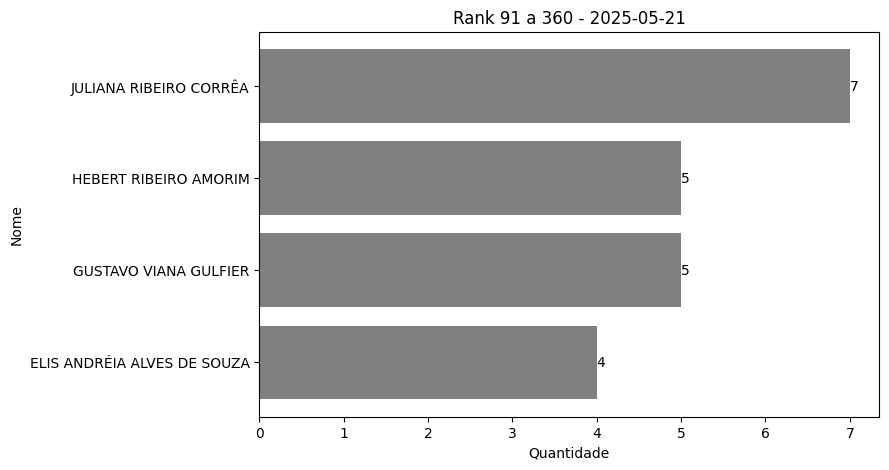 Rank 91 a 360 - 2025-05-21
JULIANA RIBEIRO CORRÊA
7
HEBERT RIBEIRO AMORIM
5
GUSTAVO VIANA GULFIER
5
ELIS ANDRÉIA ALVES DE SOUZA
4
Nome
0 1 2 3 4 5 6 7
Quantidade